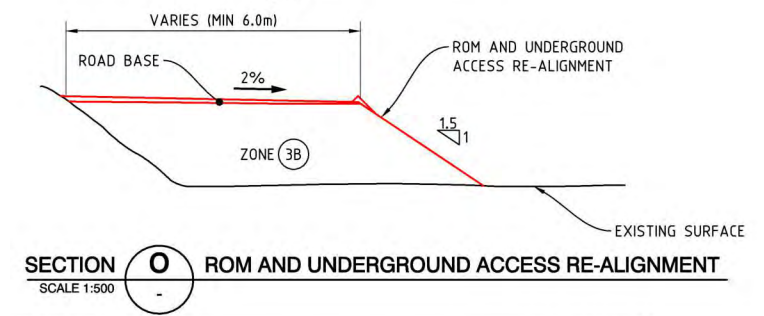 VARIES (MIN 6.0m)
ROAD BASE
2%
ROM AND UNDERGROUND
ACCESS RE-ALIGNMENT
1.5
1
ZONE 3B
EXISTING SURFACE
SECTION O ROM AND UNDERGROUND ACCESS RE-ALIGNMENT
SCALE 1:500 -